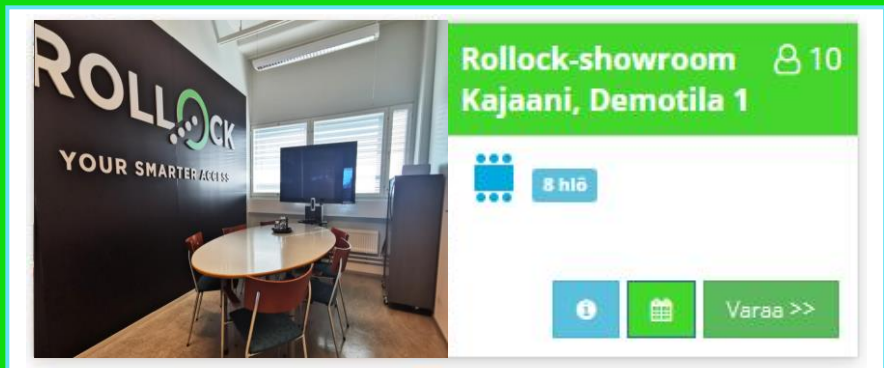 ROLLOCK
YOUR SMARTER ACCESS
Rollock-showroom 10
Kajaani, Demotila 1
8 hlö
Varaa >>